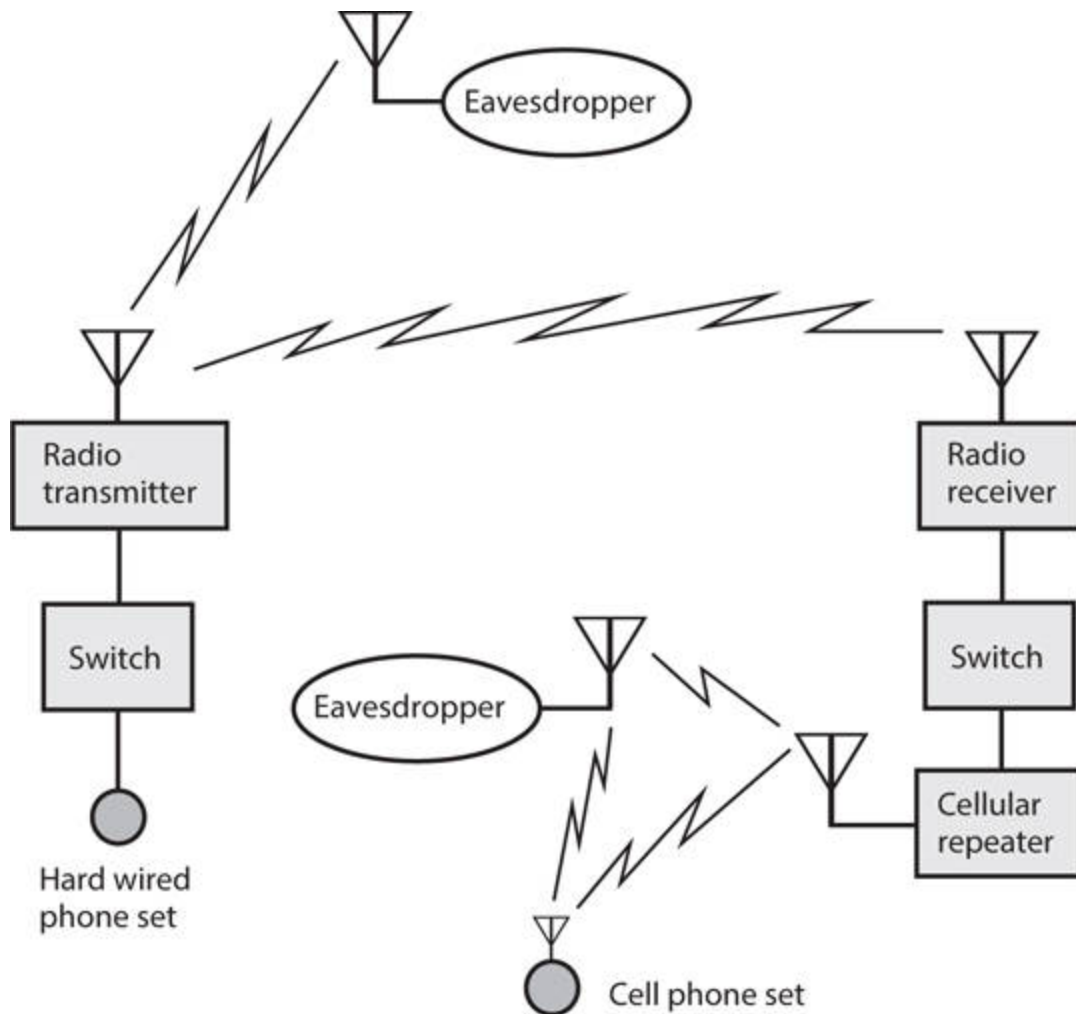 Eavesdropper
Radio
transmitter
Radio
receiver
Switch
Switch
Eavesdropper
Cellular
repeater
Hard wired
phone set
Cell phone set